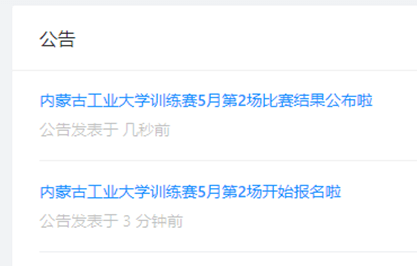 公告
内蒙古工业大学训练赛5月第2场比赛结果公布啦
公告发表于 几秒前
内蒙古工业大学训练赛5月第2场开始报名啦
公告发表于 3 分钟前